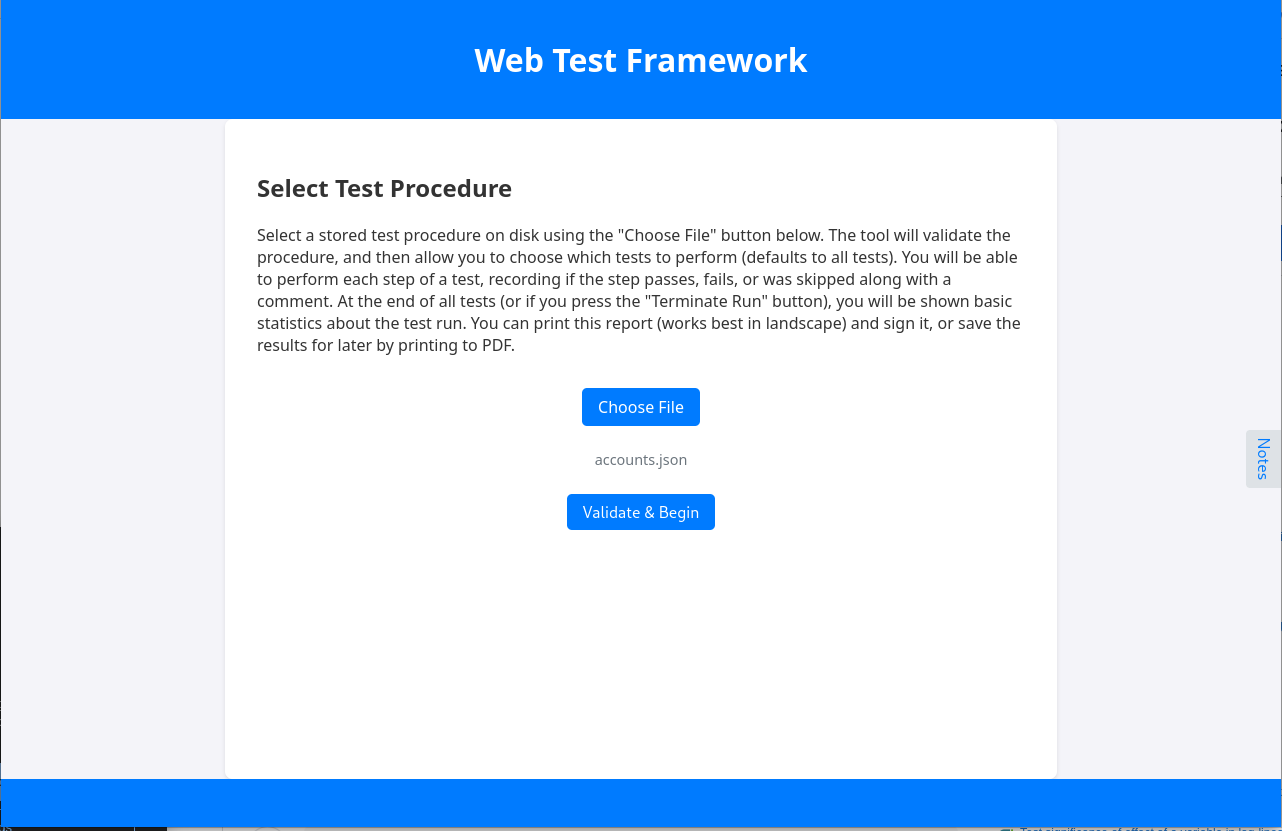 Web Test Framework
Select Test Procedure
Select a stored test procedure on disk using the "Choose File" button below. The tool will validate the
procedure, and then allow you to choose which tests to perform (defaults to all tests). You will be able
to perform each step of a test, recording if the step passes, fails, or was skipped along with a
comment. At the end of all tests (or if you press the "Terminate Run" button), you will be shown basic
statistics about the test run. You can print this report (works best in landscape) and sign it, or save the
results for later by printing to PDF.
Choose File
accounts.json
Notes
Validate & Begin